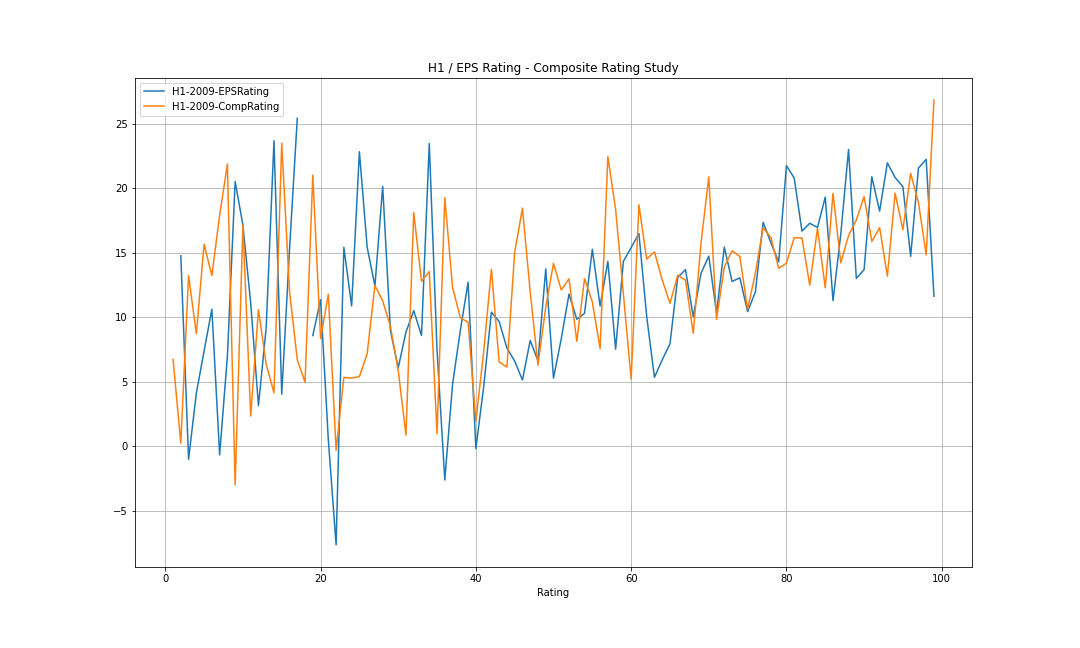 H1 / EPS Rating - Composite Rating Study
H1-2009-EPSRating
H1-2009-CompRating
25
20
15
10
5
0
−5
0 20 40 60 80 100
Rating